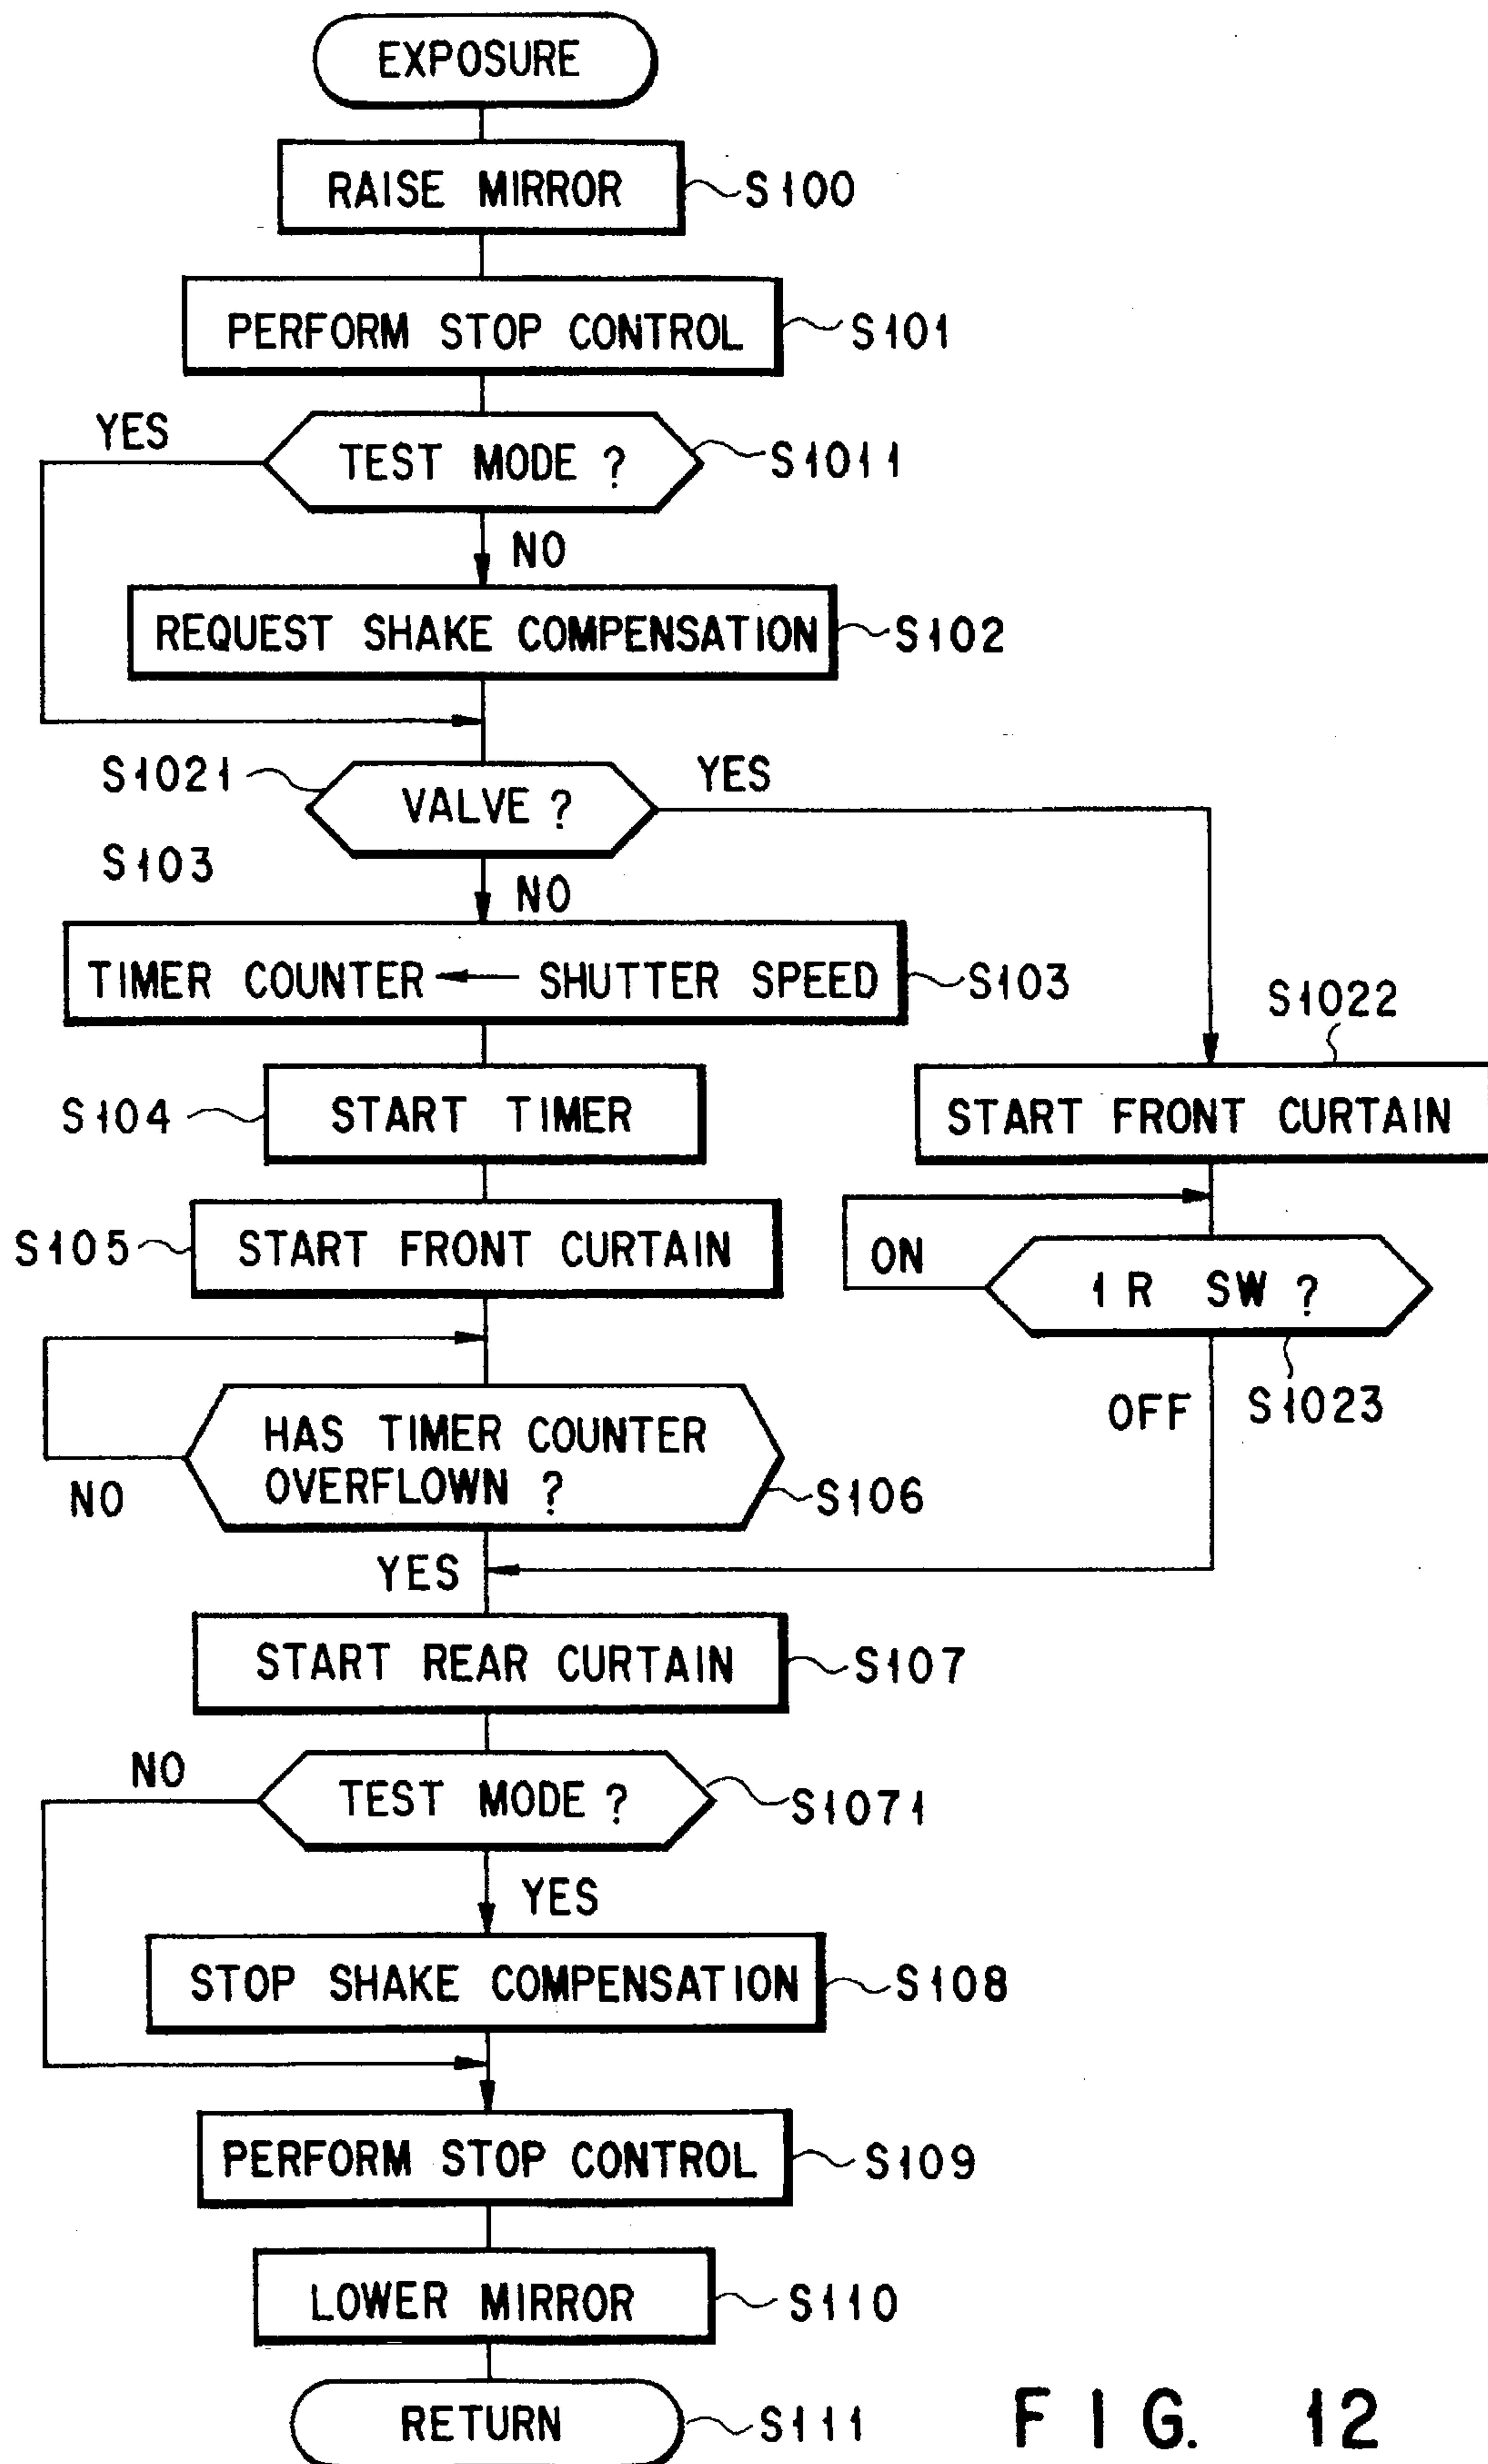 EXPOSURE
RAISE MIRROR
S100
PERFORM STOP CONTROL
S101
YES
TEST MODE ?
S1011
NO
REQUEST SHAKE COMPENSATION
S102
S1021
VALVE ?
YES
S103
NO
TIMER COUNTER ← SHUTTER SPEED
S103
S1022
S104
START TIMER
START FRONT CURTAIN
S105
START FRONT CURTAIN
ON
1R SW ?
S1023
OFF
HAS TIMER COUNTER
OVERFLOWN ?
NO
S106
YES
START REAR CURTAIN
S107
NO
TEST MODE ?
S1071
YES
STOP SHAKE COMPENSATION
S108
PERFORM STOP CONTROL
S109
LOWER MIRROR
S110
RETURN
S111
FIG. 12